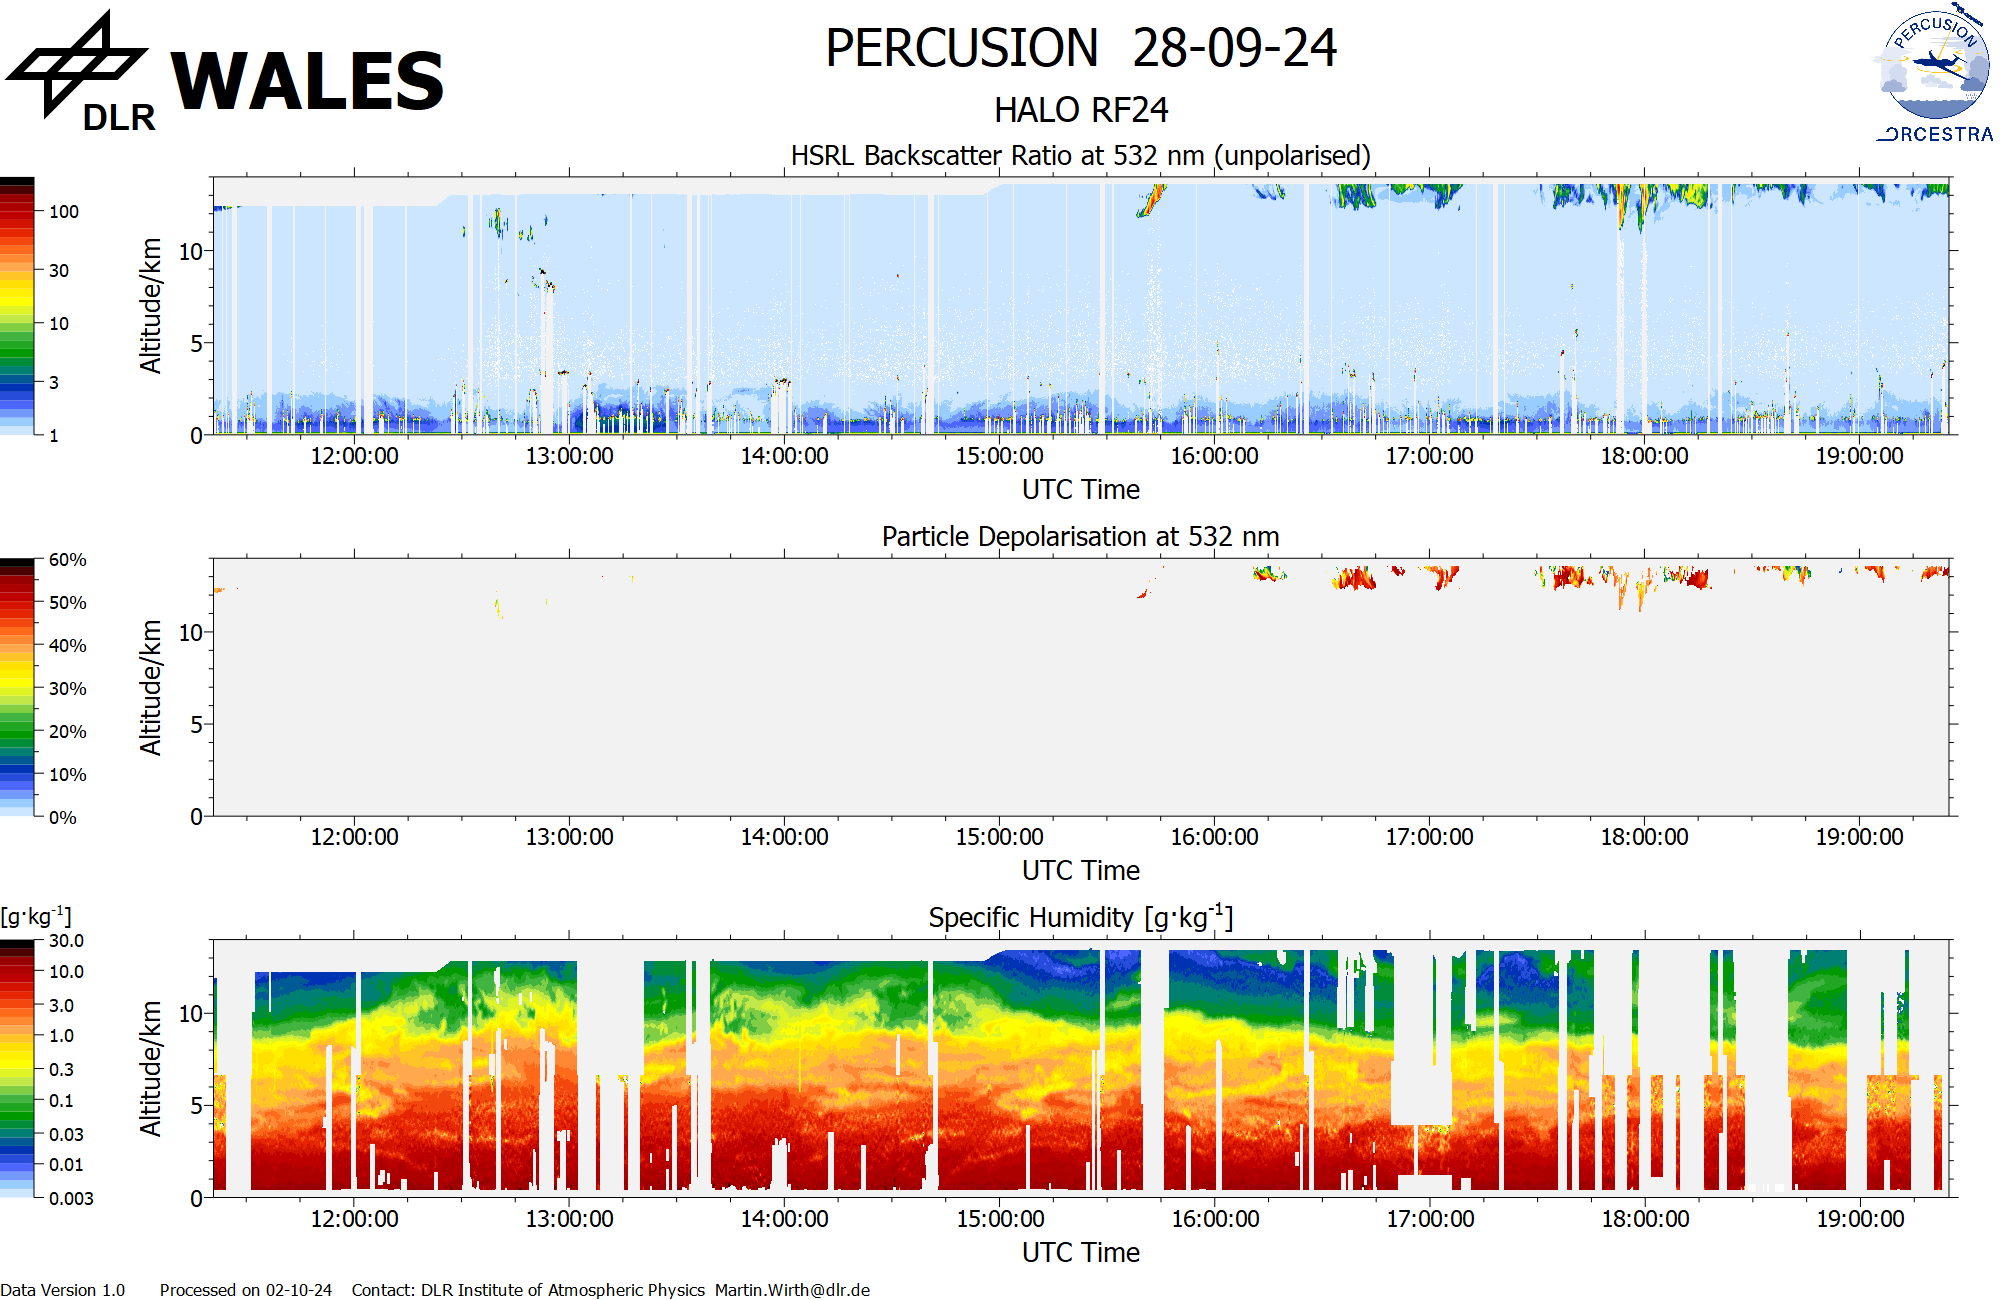 DLR
WALES
PERCUSION 28-09-24
HALO RF24
PERCUSION
ORCESTRA
HSRL Backscatter Ratio at 532 nm (unpolarised)
100
30
10
3
1
Altitude/km
10
5
0
12:00:00 13:00:00 14:00:00 15:00:00 16:00:00 17:00:00 18:00:00 19:00:00
UTC Time
Particle Depolarisation at 532 nm
60%
50%
40%
30%
20%
10%
0%
Altitude/km
10
5
0
12:00:00 13:00:00 14:00:00 15:00:00 16:00:00 17:00:00 18:00:00 19:00:00
UTC Time
[g·kg⁻¹]
Specific Humidity [g·kg⁻¹]
30.0
10.0
3.0
1.0
0.3
0.1
0.03
0.01
0.003
Altitude/km
10
5
0
12:00:00 13:00:00 14:00:00 15:00:00 16:00:00 17:00:00 18:00:00 19:00:00
UTC Time
Data Version 1.0 Processed on 02-10-24 Contact: DLR Institute of Atmospheric Physics Martin.Wirth@dlr.de